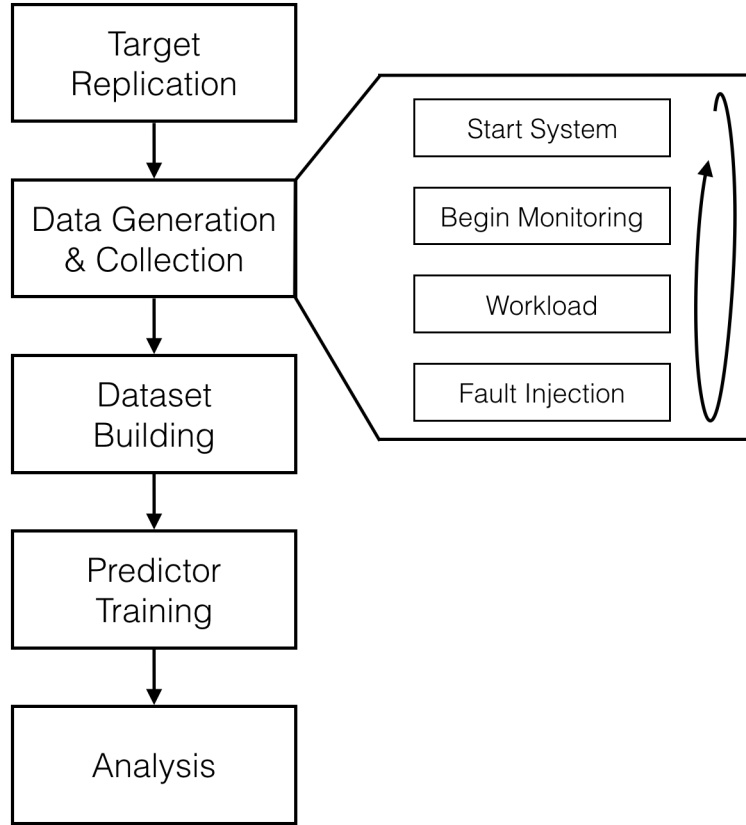 Target
Replication
Data Generation
& Collection
Dataset
Building
Predictor
Training
Analysis
Start System
Begin Monitoring
Workload
Fault Injection